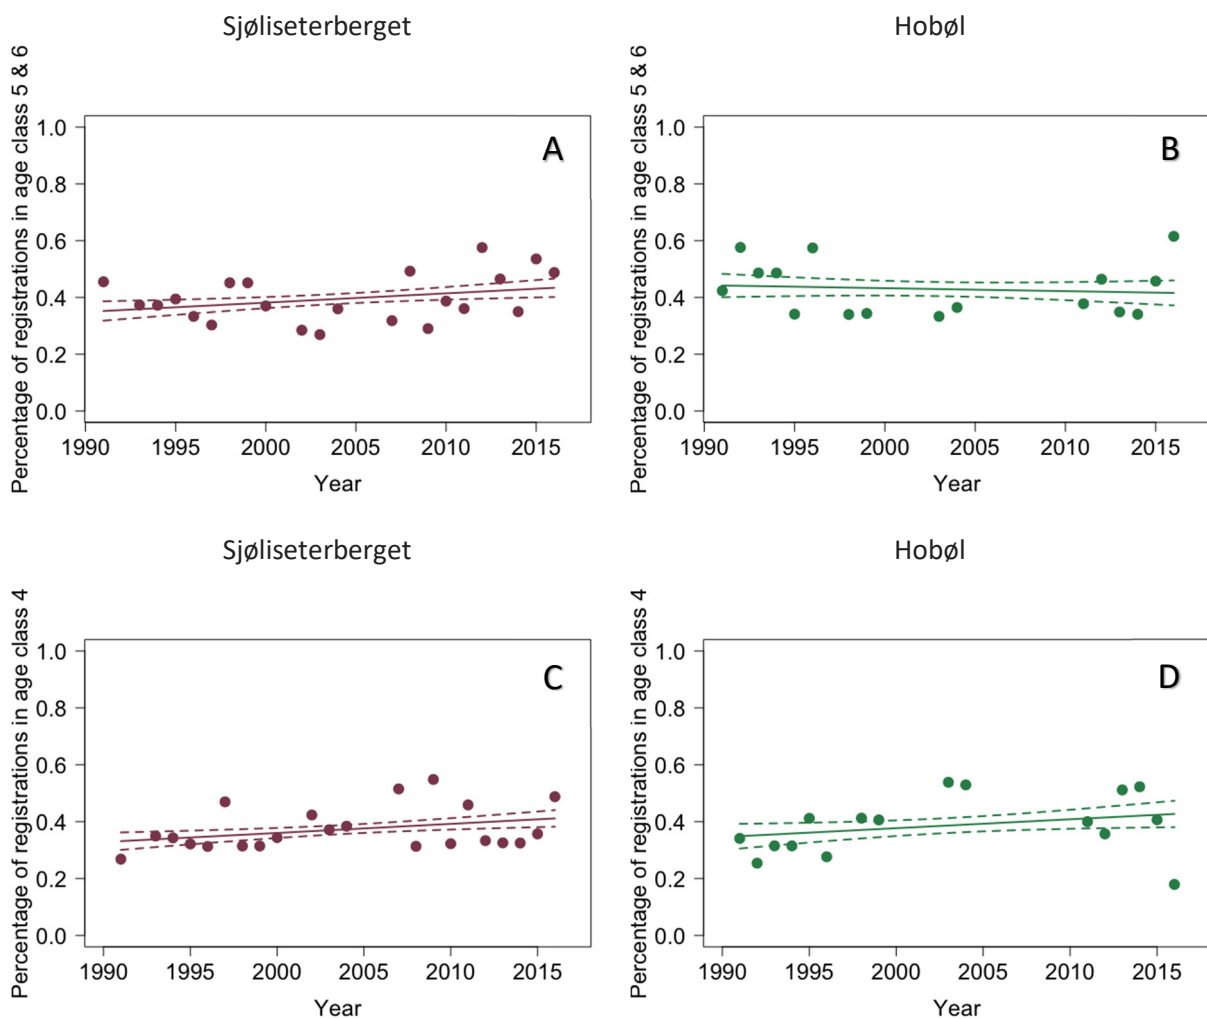 Sjøliseterberget
Hobøl
Percentage of registrations in age class 5 & 6
1.0
0.8
0.6
0.4
0.2
0.0
A
1990 1995 2000 2005 2010 2015
Year
Percentage of registrations in age class 5 & 6
1.0
0.8
0.6
0.4
0.2
0.0
B
1990 1995 2000 2005 2010 2015
Year
Sjøliseterberget
Hobøl
Percentage of registrations in age class 4
1.0
0.8
0.6
0.4
0.2
0.0
C
1990 1995 2000 2005 2010 2015
Year
Percentage of registrations in age class 4
1.0
0.8
0.6
0.4
0.2
0.0
D
1990 1995 2000 2005 2010 2015
Year